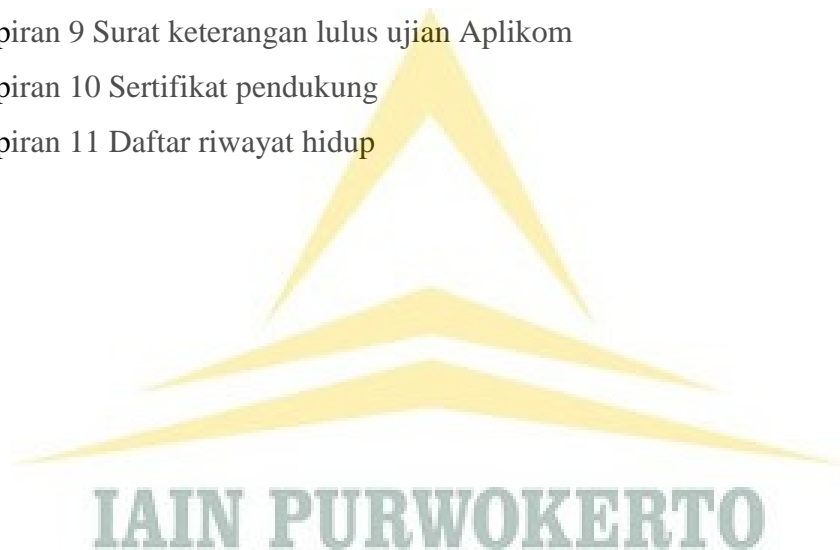 piran 9 Surat keterangan lulus ujian Aplikom
piran 10 Sertifikat pendukung
piran 11 Daftar riwayat hidup
IAIN PURWOKERTO